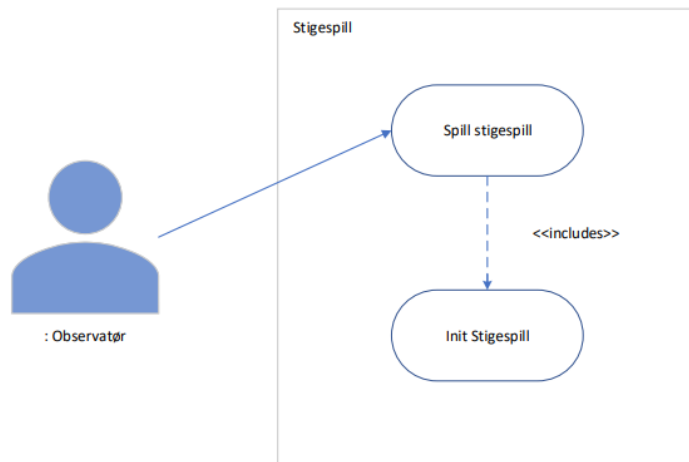 Stigespill
Spill stigespill
<<includes>>
: Observatør
Init Stigespill